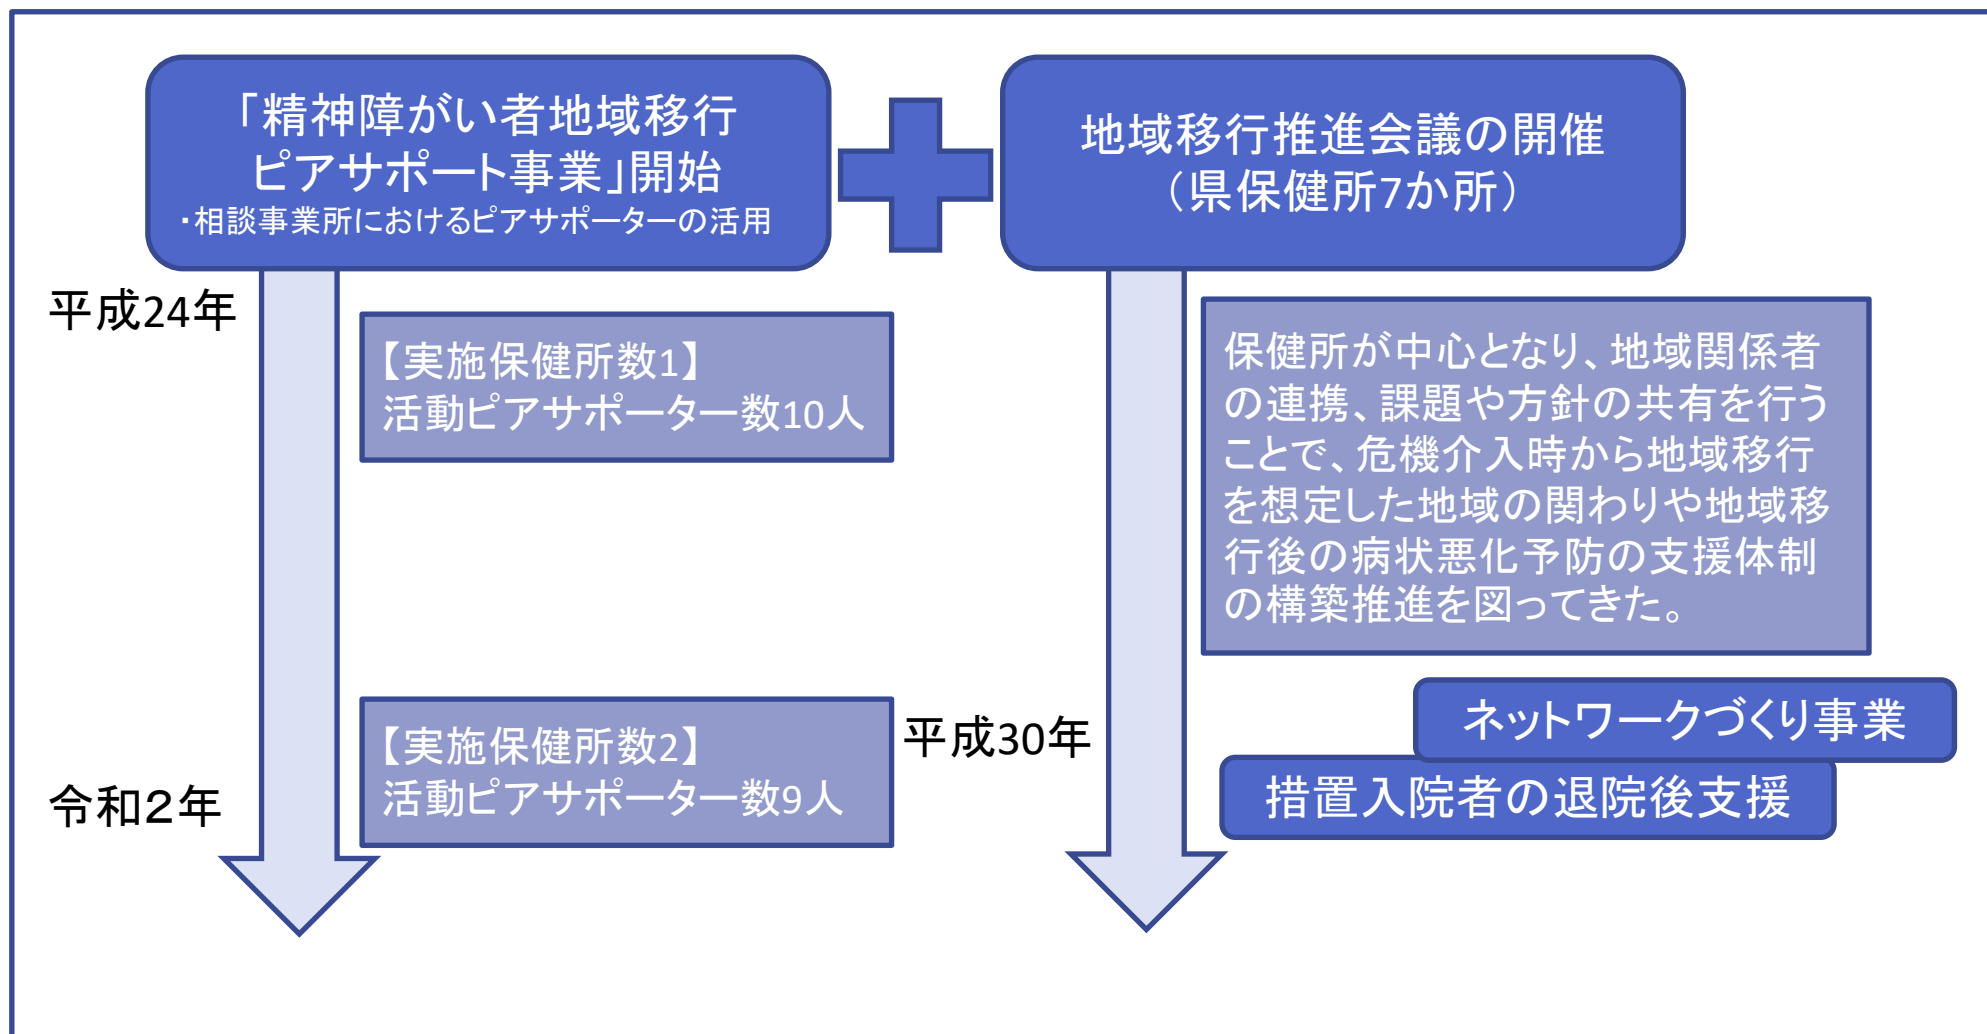 「精神障がい者地域移行
ピアサポート事業」開始
・相談事業所におけるピアサポーターの活用
地域移行推進会議の開催
（県保健所7か所）
平成24年
【実施保健所数1】
活動ピアサポーター数10人
保健所が中心となり、地域関係者
の連携、課題や方針の共有を行う
ことで、危機介入時から地域移行
を想定した地域の関わりや地域移
行後の病状悪化予防の支援体制
の構築推進を図ってきた。
令和２年
【実施保健所数2】
活動ピアサポーター数9人
平成30年
ネットワークづくり事業
措置入院者の退院後支援